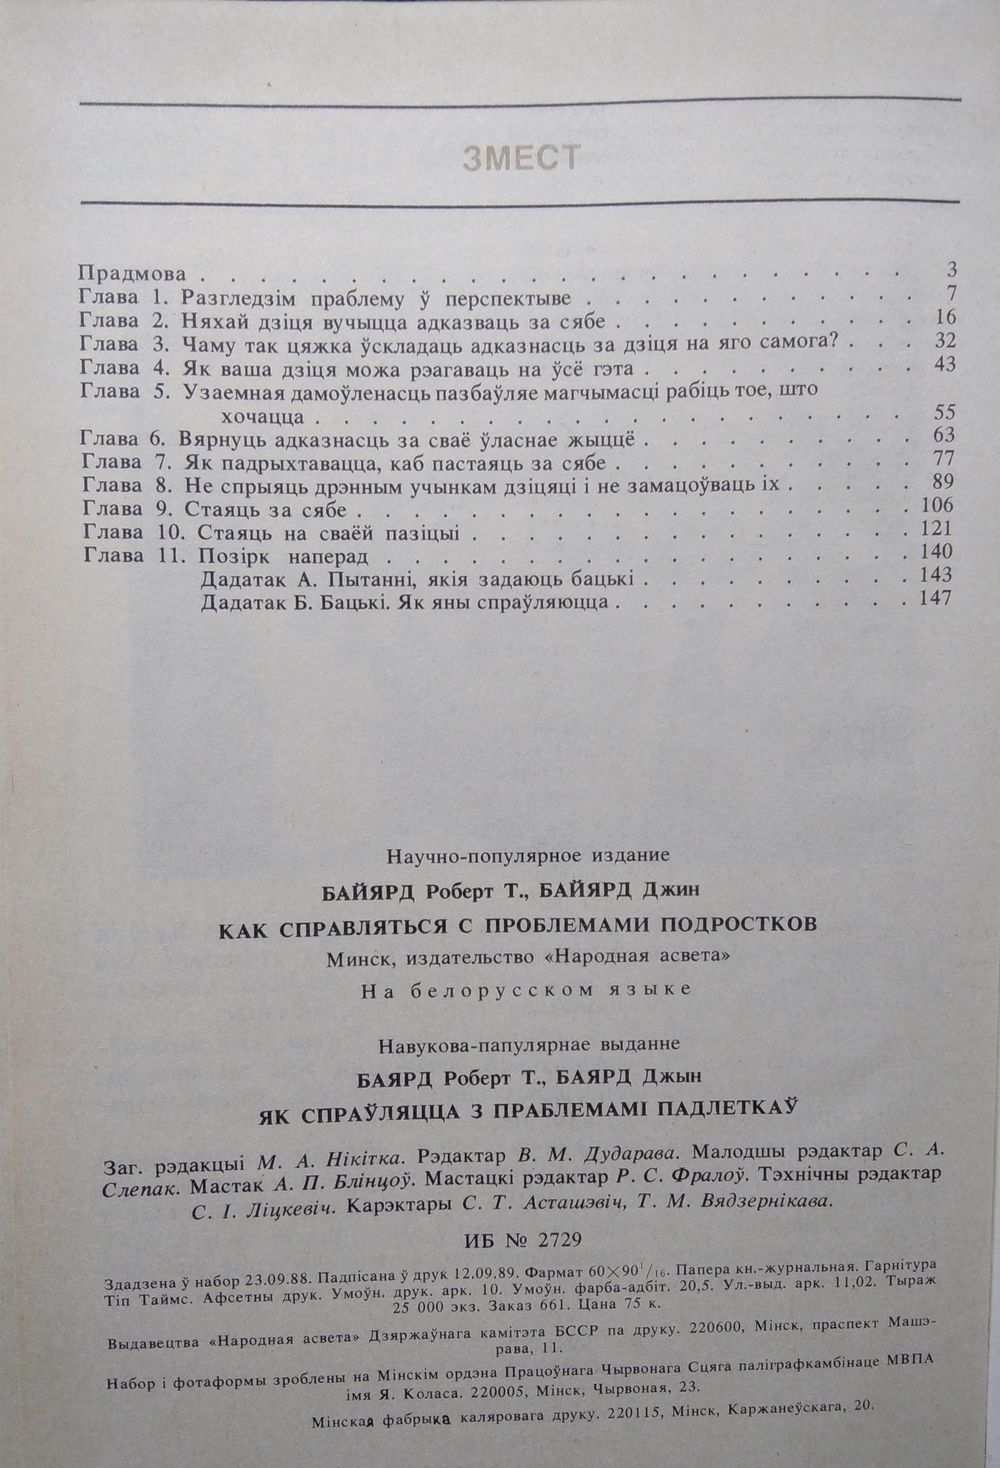 ЗМЕСТ
Прадмова . . . . . . . . . . . . . . . . . . . . . . . . 3
Глава 1. Разгледзім праблему ў перспектыве . . . . . . . . . . . 7
Глава 2. Няхай дзіця вучыцца адказваць за сябе . . . . . . . . . . 16
Глава 3. Чаму так цяжка ўскладаць адказнасць за дзіця на яго самога? . . . 32
Глава 4. Як ваша дзіця можа рэагаваць на ўсё гэта . . . . . . . . . . 43
Глава 5. Узаемная дамоўленасць пазбаўляе магчымасці рабіць тое, што
хочацца . . . . . . . . . . . . . . . . . . . . 55
Глава 6. Вярнуць адказнасць за сваё ўласнае жыццё . . . . . . . . . 63
Глава 7. Як падрыхтавацца, каб пастаяць за сябе . . . . . . . . . . 77
Глава 8. Не спрыяць дрэнным учынкам дзіцяці і не замацоўваць іх . . . . . 89
Глава 9. Стаяць за сябе . . . . . . . . . . . . . . . . . . . 106
Глава 10. Стаяць на сваёй пазіцыі . . . . . . . . . . . . . . . 121
Глава 11. Позірк наперад . . . . . . . . . . . . . . . . . . 140
Дадатак А. Пытанні, якія задаюць бацькі . . . . . . . . . 143
Дадатак Б. Бацькі. Як яны спраўляюцца . . . . . . . . . . 147
Научно-популярное издание
БАЙЯРД Роберт Т., БАЙЯРД Джин
КАК СПРАВЛЯТЬСЯ С ПРОБЛЕМАМИ ПОДРОСТКОВ
Минск, издательство «Народная асвета»
На белорусском языке
Навукова-папулярнае выданне
БАЯРД Роберт Т., БАЯРД Джын
ЯК СПРАЎЛЯЦЦА З ПРАБЛЕМАМІ ПАДЛЕТКАЎ
Заг. рэдакцыі М. А. Нікітка. Рэдактар В. М. Дударава. Малодшы рэдактар С. А.
Слепак. Мастак А. П. Блінцоў. Мастацкі рэдактар Р. С. Фралоў. Тэхнічны рэдактар
С. І. Ліцкевіч. Карэктары С. Т. Асташэвіч, Т. М. Вядзернікава.
ИБ № 2729
Здадзена ў набор 23.09.88. Падпісана ў друк 12.09.89. Фармат 60×90¹/₁₆. Папера кн.-журнальная. Гарнітура
Тіп Таймс. Афсетны друк. Умоўн. друк. арк. 10. Умоўн. фарба-адбіт. 20,5. Ул.-выд. арк. 11,02. Тыраж
25 000 экз. Заказ 661. Цана 75 к.
Выдавецтва «Народная асвета» Дзяржаўнага камітэта БССР па друку. 220600, Мінск, праспект Машэ-
рава, 11.
Набор і фотаформы зроблены на Мінскім ордэна Працоўнага Чырвонага Сцяга паліграфкамбінаце МВПА
імя Я. Коласа. 220005, Мінск, Чырвоная, 23.
Мінская фабрыка каляровага друку. 220115, Мінск, Каржанеўскага, 20.